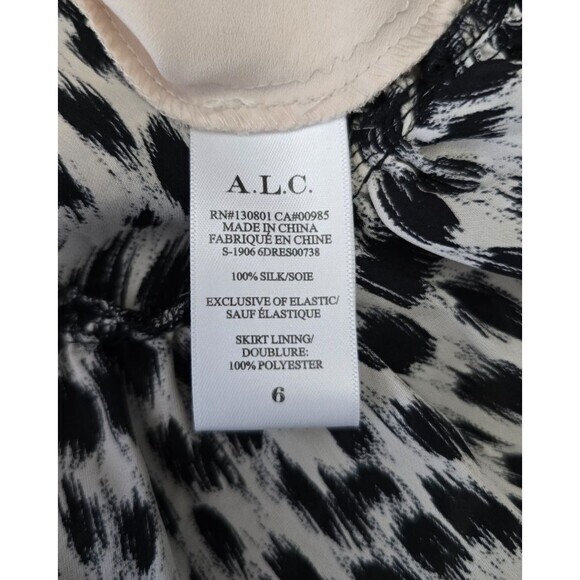 A.L.C.
RN#130801 CA#00985
MADE IN CHINA
FABRIQUÉ EN CHINE
S-1906 6DRES00738
100% SILK/SOIE
EXCLUSIVE OF ELASTIC/
SAUF ÉLASTIQUE
SKIRT LINING/
DOUBLURE:
100% POLYESTER
6